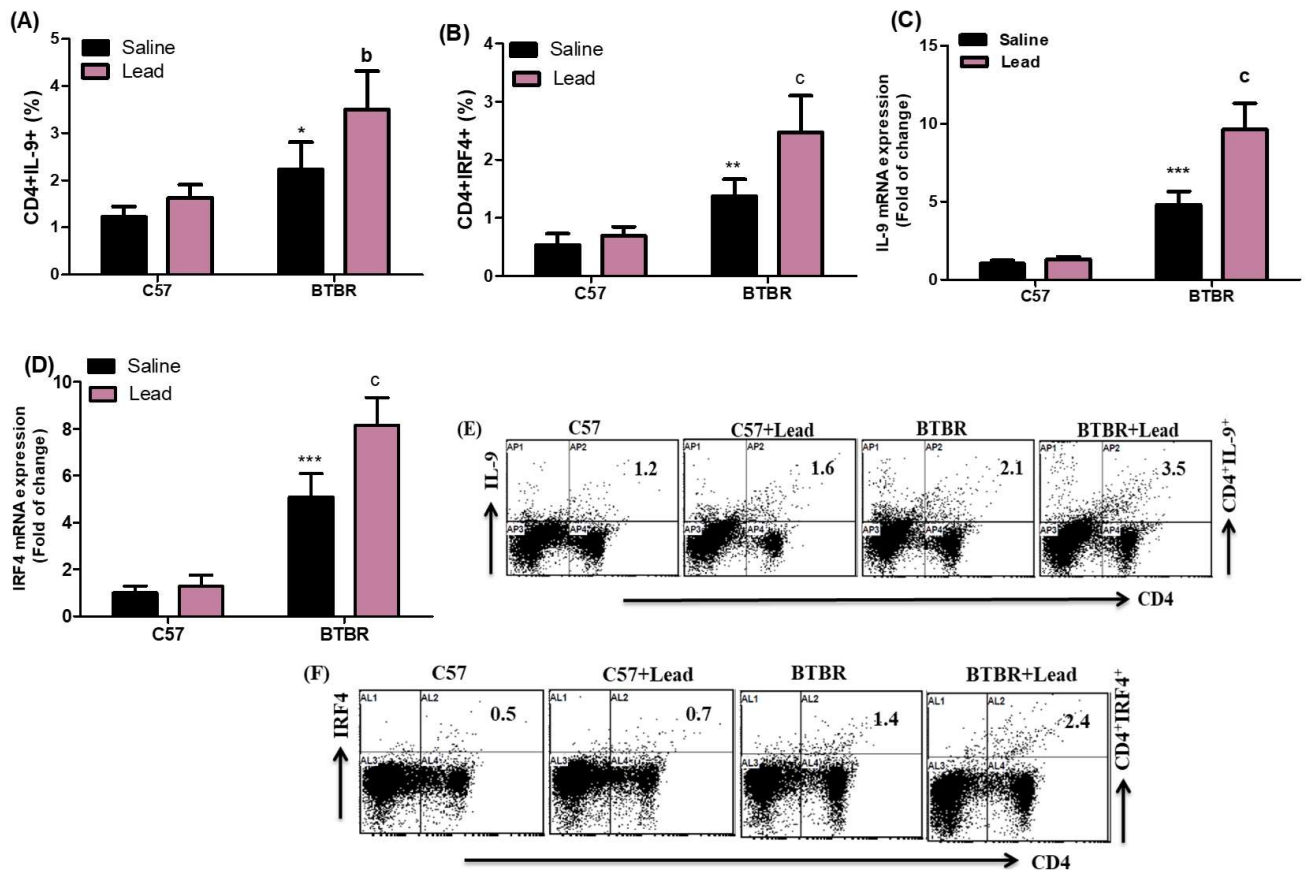 (A)
Saline
Lead
CD4+IL-9+ (%)
5
4
3
2
1
0
*
b
C57
BTBR
(B)
Saline
Lead
CD4+IRF4+ (%)
4
3
2
1
0
**
c
C57
BTBR
(C)
Saline
Lead
IL-9 mRNA expression
(Fold of change)
15
10
5
0
***
c
C57
BTBR
(D)
Saline
Lead
IRF4 mRNA expression
(Fold of change)
10
8
6
4
2
0
***
c
C57
BTBR
(E)
C57
C57+Lead
BTBR
BTBR+Lead
IL-9
AP1
AP2
1.2
AP3
AP4
AP1
AP2
1.6
AP3
AP4
AP1
AP2
2.1
AP3
AP4
AP1
AP2
3.5
AP3
AP4
CD4⁺IL-9⁺
CD4
(F)
C57
C57+Lead
BTBR
BTBR+Lead
IRF4
AL1
AL2
0.5
AL3
AL4
AL1
AL2
0.7
AL3
AL4
AL1
AL2
1.4
AL3
AL4
AL1
AL2
2.4
AL3
AL4
CD4⁺IRF4⁺
CD4